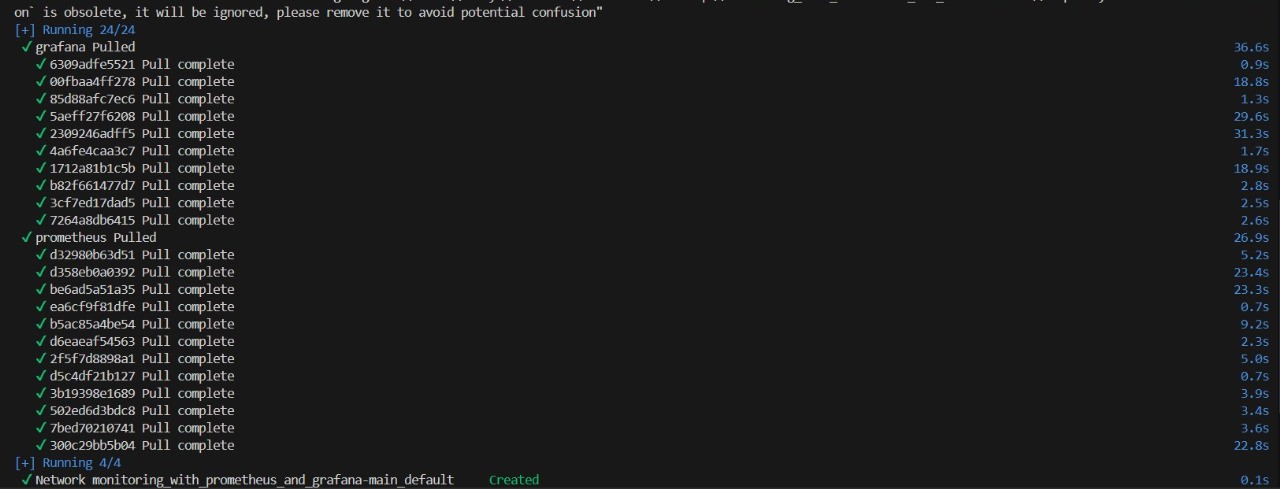 on` is obsolete, it will be ignored, please remove it to avoid potential confusion"
[+] Running 24/24
✓ grafana Pulled 36.6s
✓ 6309adfe5521 Pull complete 0.9s
✓ 00fbaa4ff278 Pull complete 18.8s
✓ 85d88afc7ec6 Pull complete 1.3s
✓ 5aeff27f6208 Pull complete 29.6s
✓ 2309246adff5 Pull complete 31.3s
✓ 4a6fe4caa3c7 Pull complete 1.7s
✓ 1712a81b1c5b Pull complete 18.9s
✓ b82f661477d7 Pull complete 2.8s
✓ 3cf7ed17dad5 Pull complete 2.5s
✓ 7264a8db6415 Pull complete 2.6s
✓ prometheus Pulled 26.9s
✓ d32980b63d51 Pull complete 5.2s
✓ d358eb0a0392 Pull complete 23.4s
✓ be6ad5a51a35 Pull complete 23.3s
✓ ea6cf9f81dfe Pull complete 0.7s
✓ b5ac85a4be54 Pull complete 9.2s
✓ d6eaeaf54563 Pull complete 2.3s
✓ 2f5f7d8898a1 Pull complete 5.0s
✓ d5c4df21b127 Pull complete 0.7s
✓ 3b19398e1689 Pull complete 3.9s
✓ 502ed6d3bdc8 Pull complete 3.4s
✓ 7bed70210741 Pull complete 3.6s
✓ 300c29bb5b04 Pull complete 22.8s
[+] Running 4/4
✓ Network monitoring_with_prometheus_and_grafana-main_default Created 0.1s